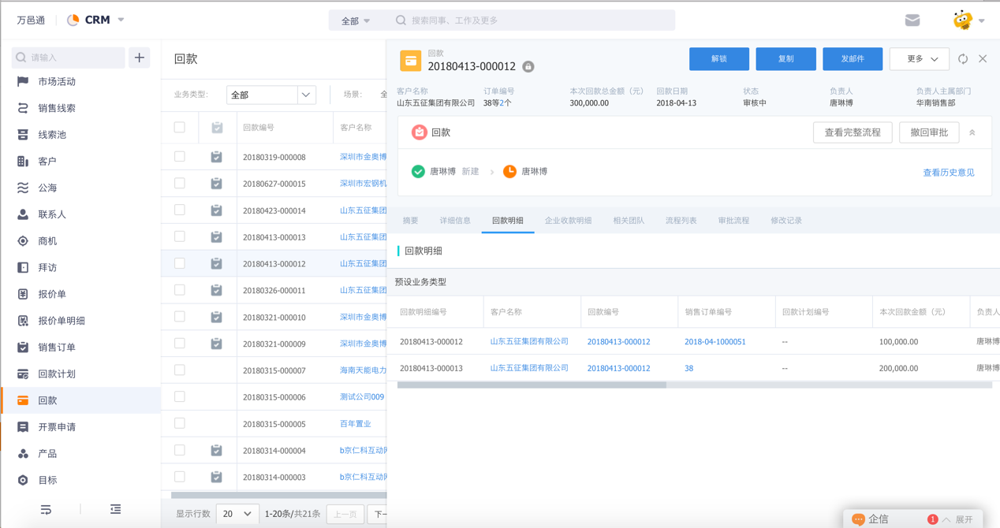 万邑通 CRM 全部 搜索同事、工作及更多
请输入
市场活动
销售线索
线索池
客户
公海
联系人
商机
拜访
报价单
报价单明细
销售订单
回款计划
回款
开票申请
产品
目标
回款
业务类型: 全部 场景: 全
回款编号 客户名称
20180319-000008 深圳市金奥博
20180627-000015 深圳市宏钢机
20180423-000014 山东五征集团
20180413-000013 山东五征集团
20180413-000012 山东五征集团
20180326-000011 山东五征集团
20180321-000010 深圳市金奥博
20180321-000009 深圳市金奥博
20180315-000007 海南天能电力
20180315-000006 测试公司009
20180315-000005 百年置业
20180314-000004 b京仁科互动网
20180314-000003 b京仁科互动网
显示行数 20 1-20条/共21条 上一页 下一
回款
20180413-000012
解锁 复制 发邮件 更多
客户名称 订单编号 本次回款总金额（元） 回款日期 状态 负责人 负责人主属部门
山东五征集团有限公司 38等2个 300,000.00 2018-04-13 审核中 唐琳博 华南销售部
回款 查看完整流程 撤回审批
唐琳博 新建 唐琳博 查看历史意见
摘要 详细信息 回款明细 企业收款明细 相关团队 流程列表 审批流程 修改记录
回款明细
预设业务类型
回款明细编号 客户名称 回款编号 销售订单编号 回款计划编号 本次回款金额（元） 负责人
20180413-000012 山东五征集团有限公司 20180413-000012 2018-04-1000051 -- 100,000.00 唐琳博
20180413-000013 山东五征集团有限公司 20180413-000012 38 -- 200,000.00 唐琳博
企信 1 展开